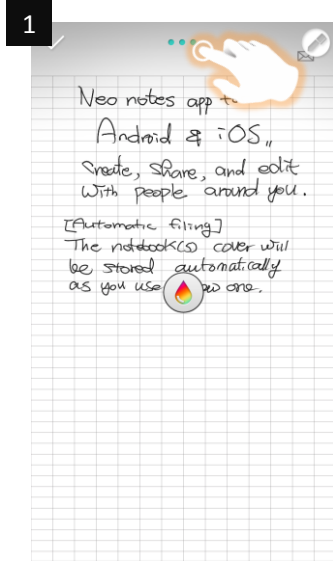 1
Neo notes app
Android & iOS,,
Create, Share, and edit
With people around you.
[Automatic filing]
The notebook(s) cover will
be stored automatically
as you use one.